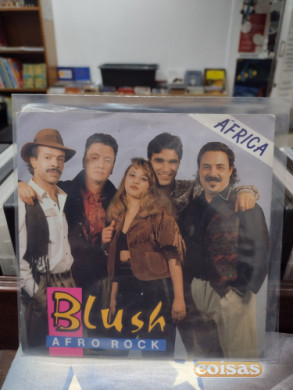 AFRICA
Blush
AFRO ROCK
coisas